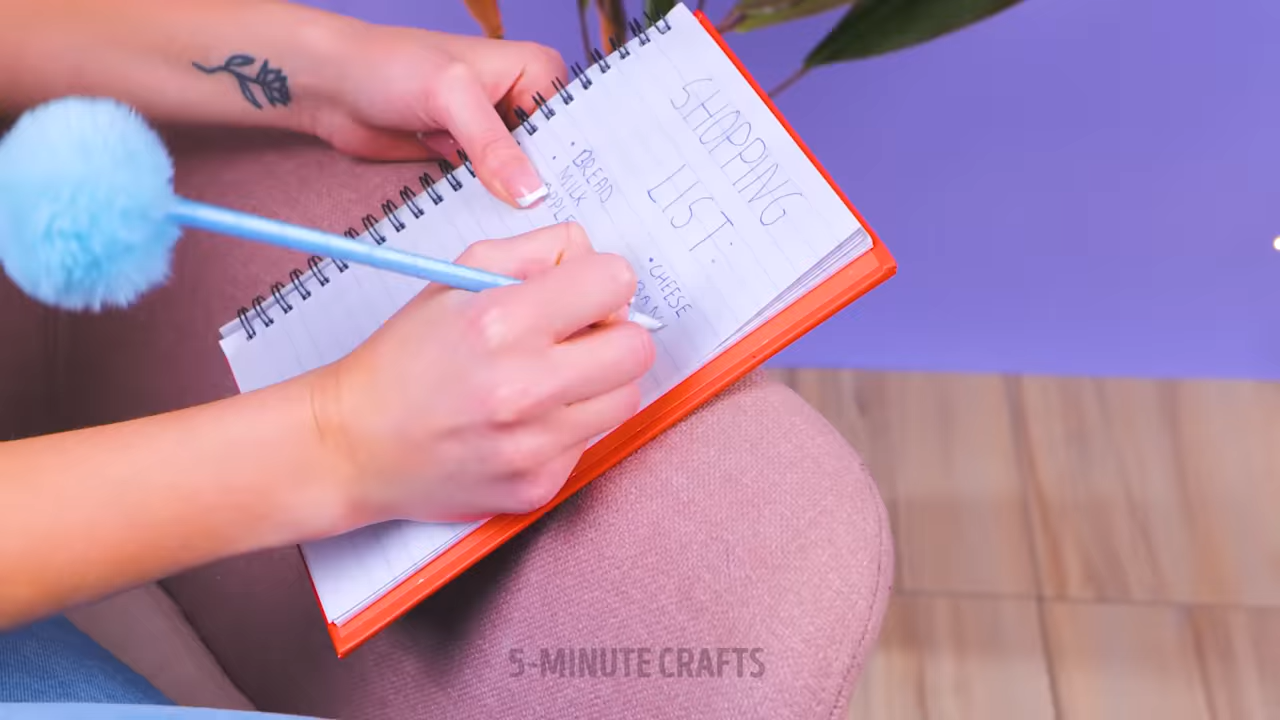 SHOPPING
LIST:
• BREAD
• MILK
• CHEESE
5-MINUTE CRAFTS